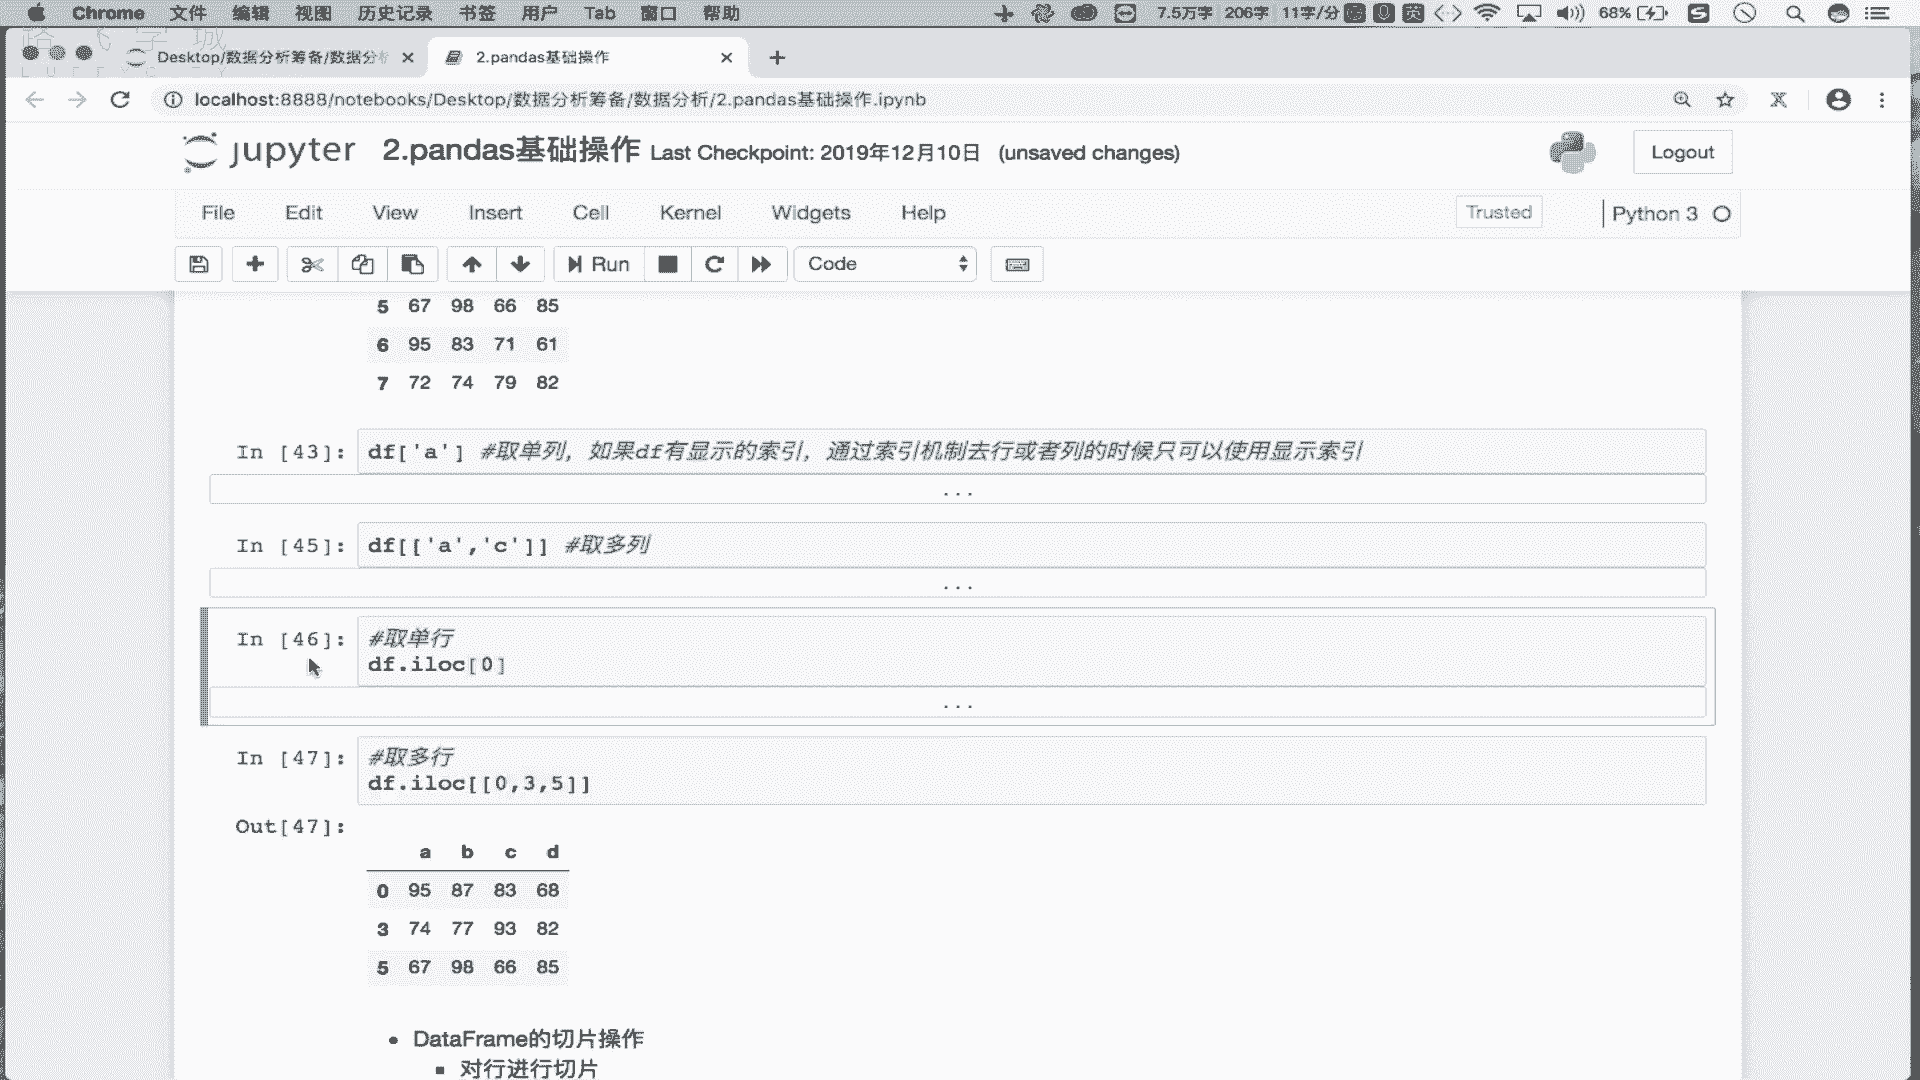 Chrome 文件 编辑 视图 历史记录 书签 用户 Tab 窗口 帮助 7.5万字 206字 11字/分 英 68%
Desktop/数据分析筹备/数据分析
2.pandas基础操作
localhost:8888/notebooks/Desktop/数据分析筹备/数据分析/2.pandas基础操作.ipynb
jupyter 2.pandas基础操作 Last Checkpoint: 2019年12月10日 (unsaved changes)
Logout
File Edit View Insert Cell Kernel Widgets Help
Trusted
Python 3
Run
Code
5 67 98 66 85
6 95 83 71 61
7 72 74 79 82
In [43]: df['a'] #取单列，如果df有显示的索引，通过索引机制去行或者列的时候只可以使用显示索引
...
In [45]: df[['a','c']] #取多列
...
In [46]: #取单行
df.iloc[0]
...
In [47]: #取多行
df.iloc[[0,3,5]]
Out[47]:
a b c d
0 95 87 83 68
3 74 77 93 82
5 67 98 66 85
• DataFrame的切片操作
▪ 对行进行切片